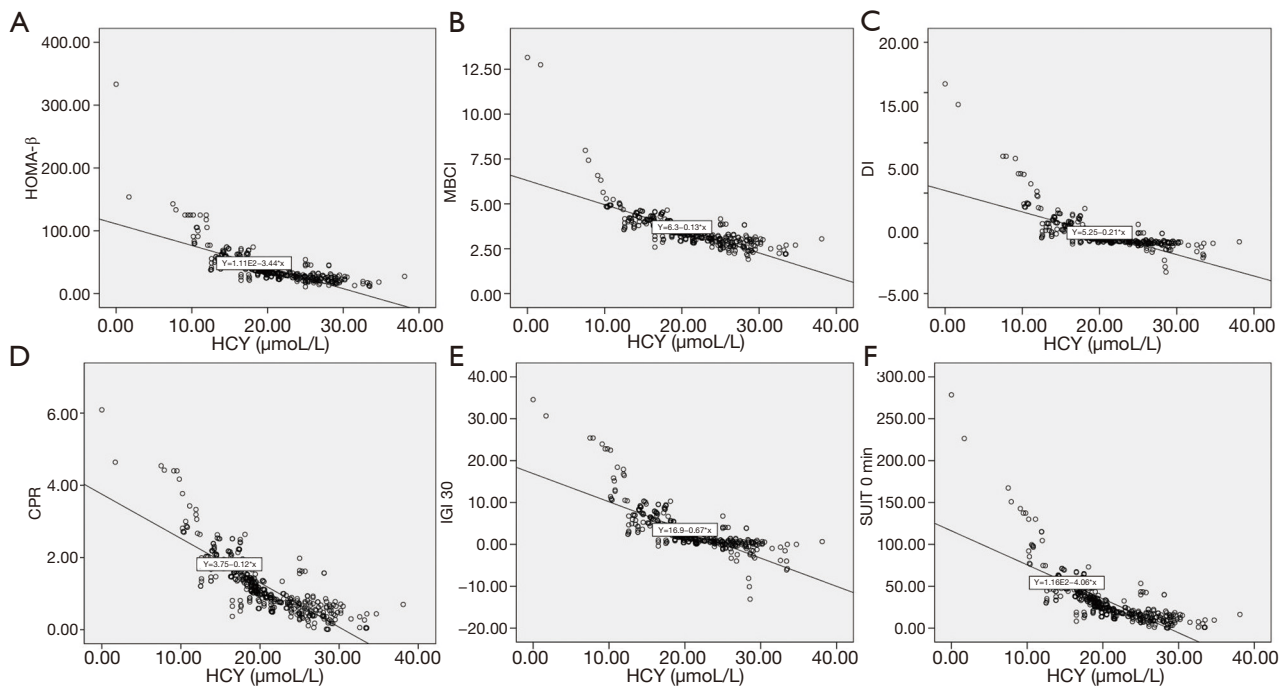 A
400.00
300.00
200.00
100.00
0.00
HOMA-β
Y=1.11E2−3.44*x
0.00 10.00 20.00 30.00 40.00
HCY (μmoL/L)
B
12.50
10.00
7.50
5.00
2.50
0.00
MBCI
Y=6.3−0.13*x
0.00 10.00 20.00 30.00 40.00
HCY (μmoL/L)
C
20.00
15.00
5.00
0.00
−5.00
DI
Y=5.25−0.21*x
0.00 10.00 20.00 30.00 40.00
HCY (μmoL/L)
D
6.00
4.00
2.00
0.00
CPR
Y=3.75−0.12*x
0.00 10.00 20.00 30.00 40.00
HCY (μmoL/L)
E
40.00
30.00
20.00
10.00
0.00
−10.00
−20.00
IGI 30
Y=16.9−0.67*x
0.00 10.00 20.00 30.00 40.00
HCY (μmoL/L)
F
300.00
250.00
200.00
150.00
100.00
50.00
0.00
SUIT 0 min
Y=1.16E2−4.06*x
0.00 10.00 20.00 30.00 40.00
HCY (μmoL/L)